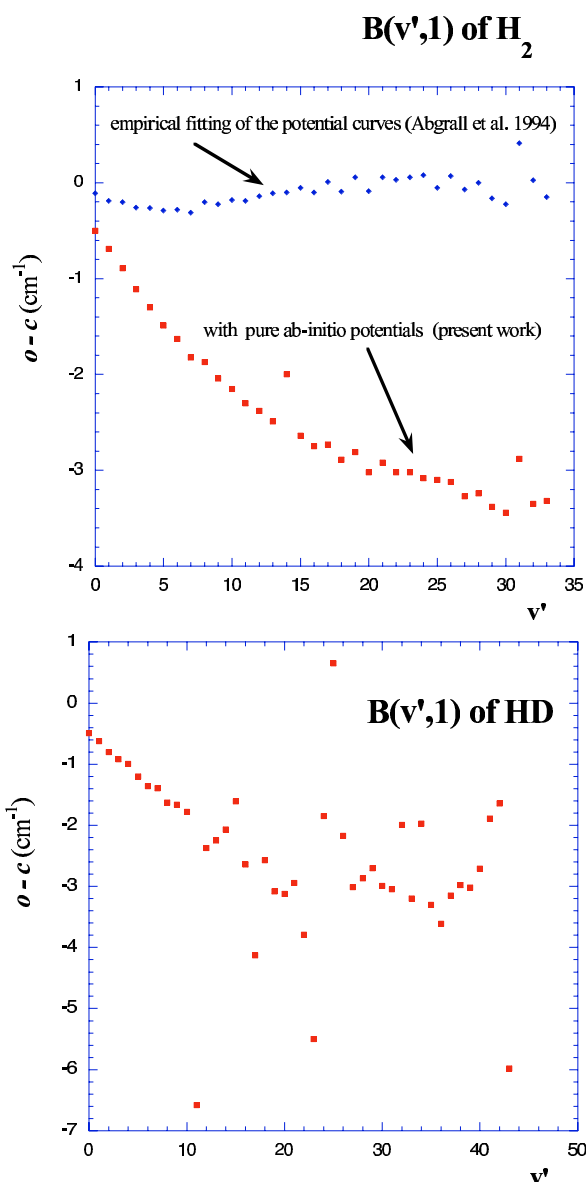 B(v',1) of H2
1
0
-1
-2
-3
-4
o - c (cm-1)
empirical fitting of the potential curves (Abgrall et al. 1994)
with pure ab-initio potentials (present work)
0 5 10 15 20 25 30 35
v'
1
0
-1
-2
-3
-4
-5
-6
-7
o - c (cm-1)
B(v',1) of HD
0 10 20 30 40 50
v'